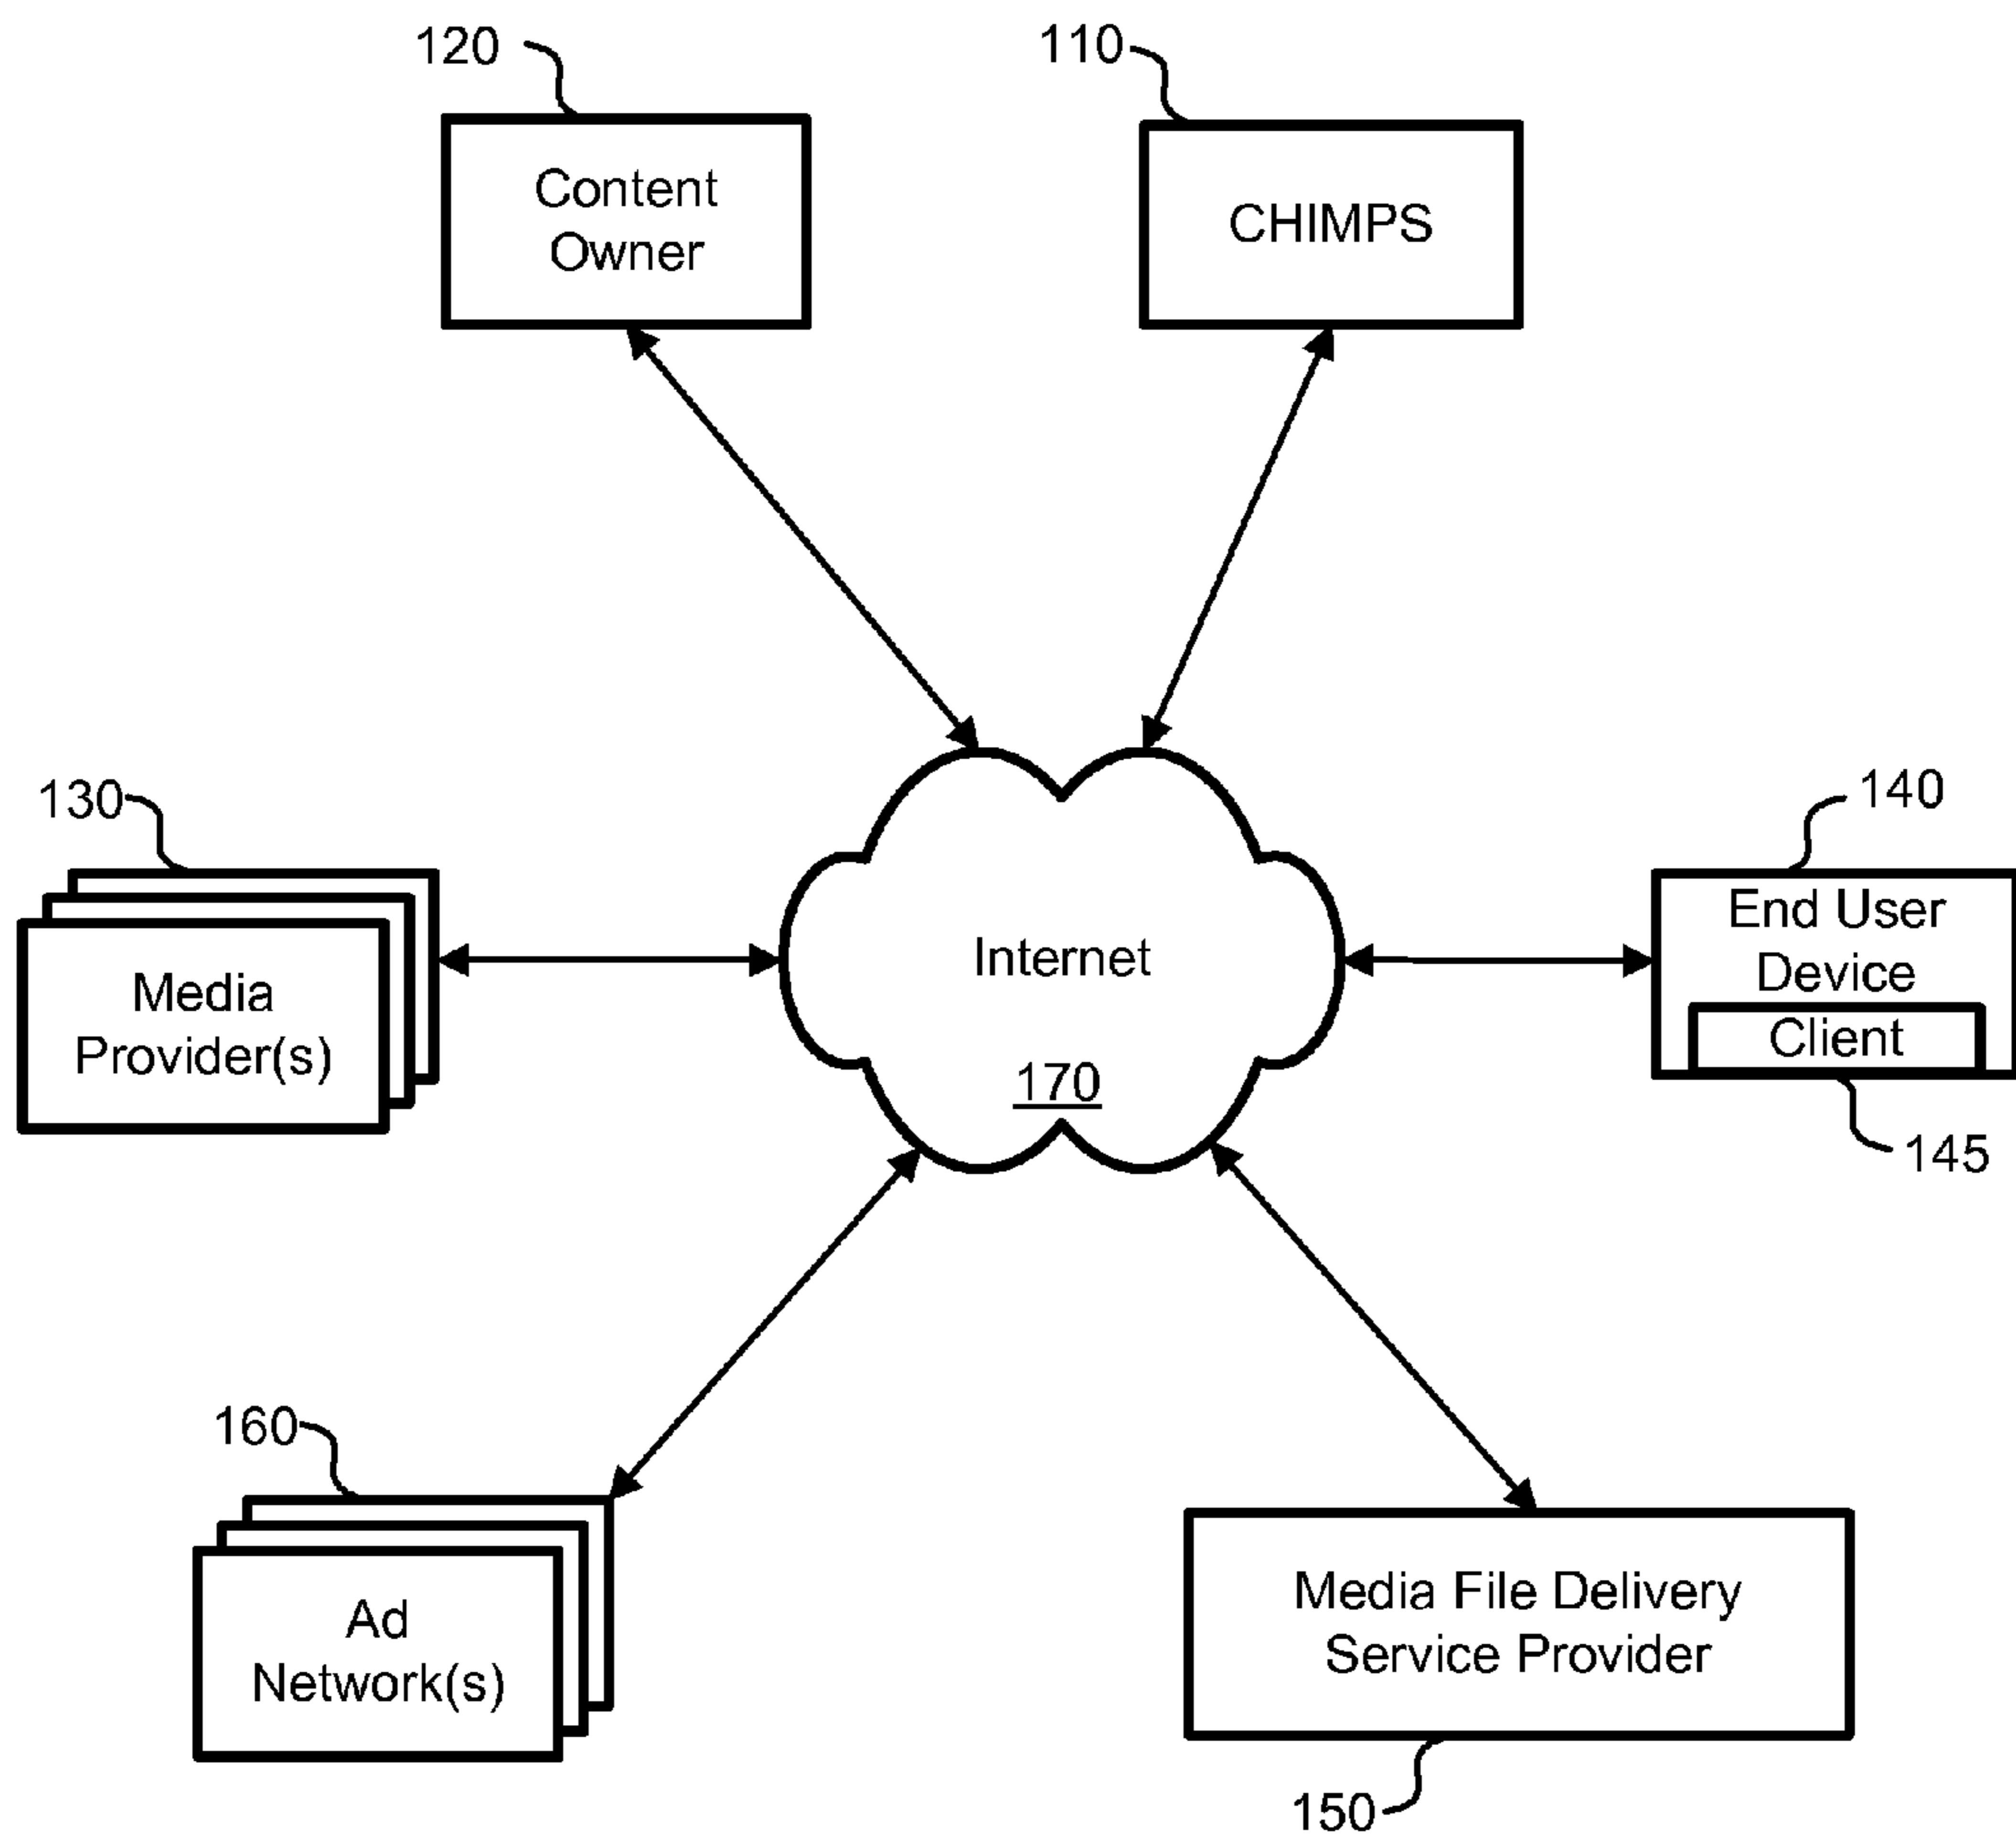 120
110
Content
Owner
CHIMPS
130
140
Media
Provider(s)
Internet
170
End User
Device
Client
145
160
Ad
Network(s)
Media File Delivery
Service Provider
150